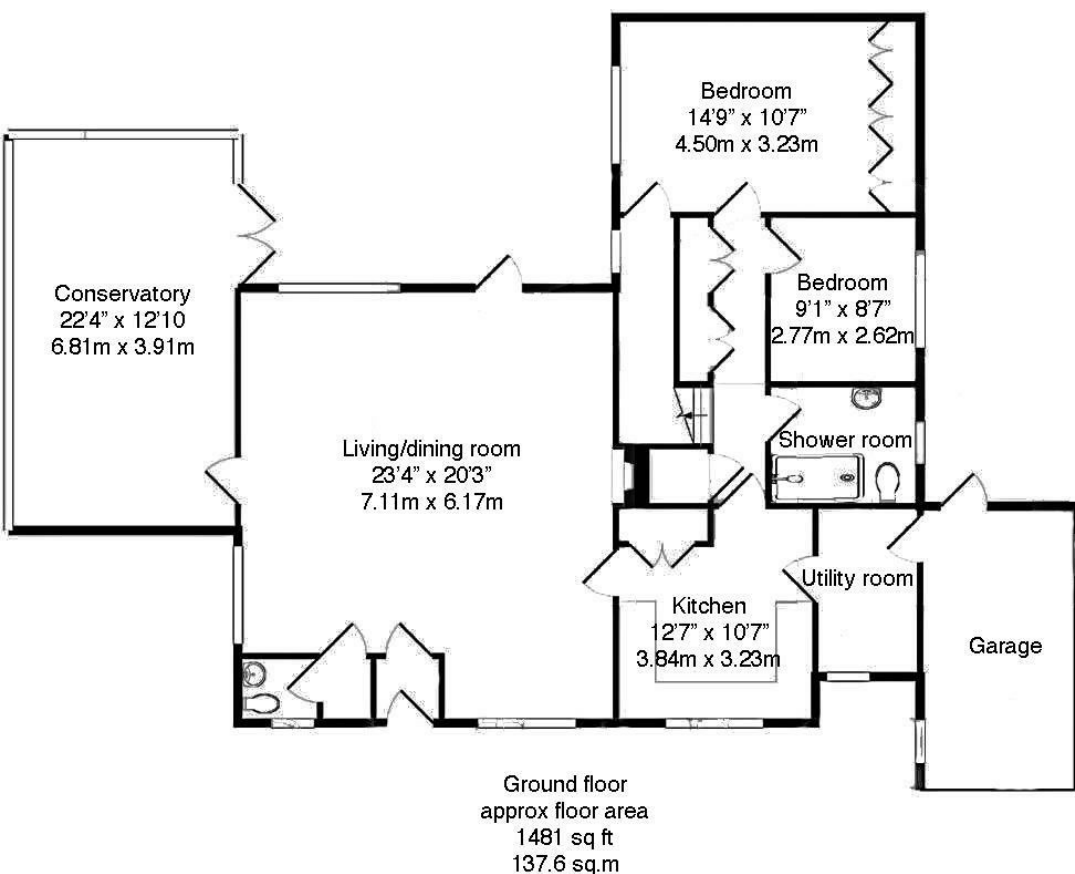 Bedroom
14'9" x 10'7"
4.50m x 3.23m
Conservatory
22'4" x 12'10
6.81m x 3.91m
Bedroom
9'1" x 8'7"
2.77m x 2.62m
Living/dining room
23'4" x 20'3"
7.11m x 6.17m
Shower room
Utility room
Kitchen
12'7" x 10'7"
3.84m x 3.23m
Garage
Ground floor
approx floor area
1481 sq ft
137.6 sq.m